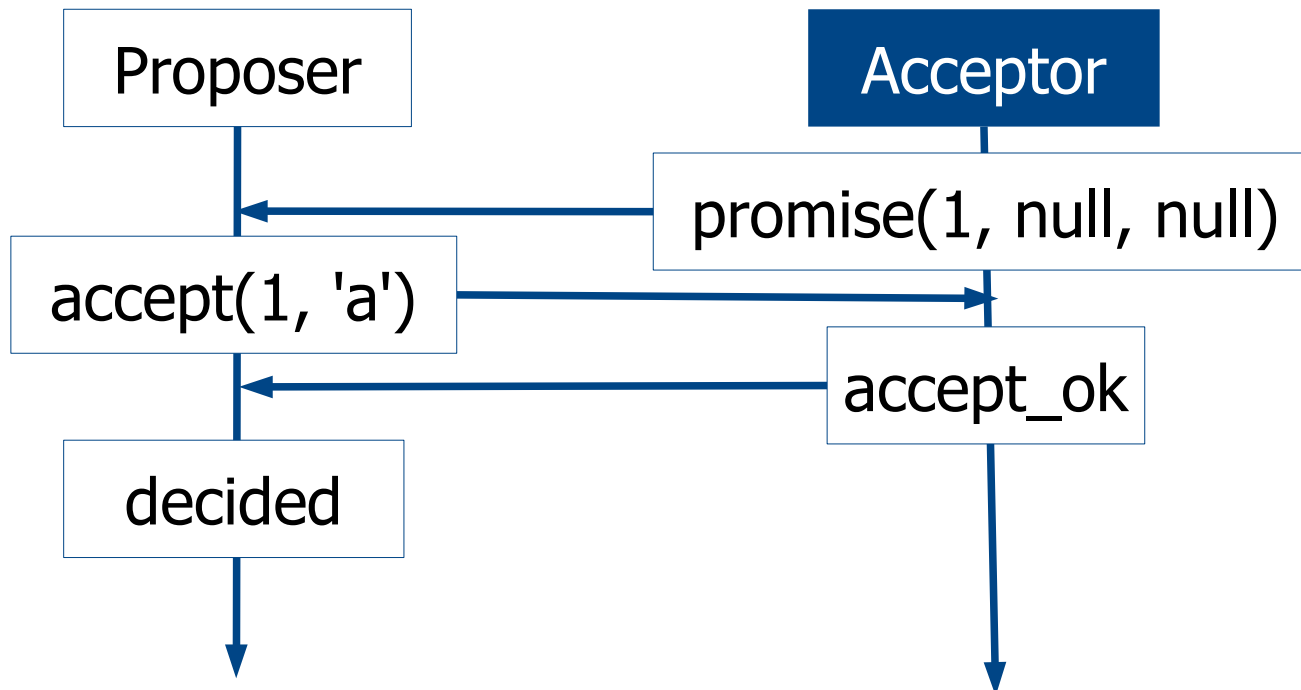 Proposer
Acceptor
promise(1, null, null)
accept(1, 'a')
accept_ok
decided